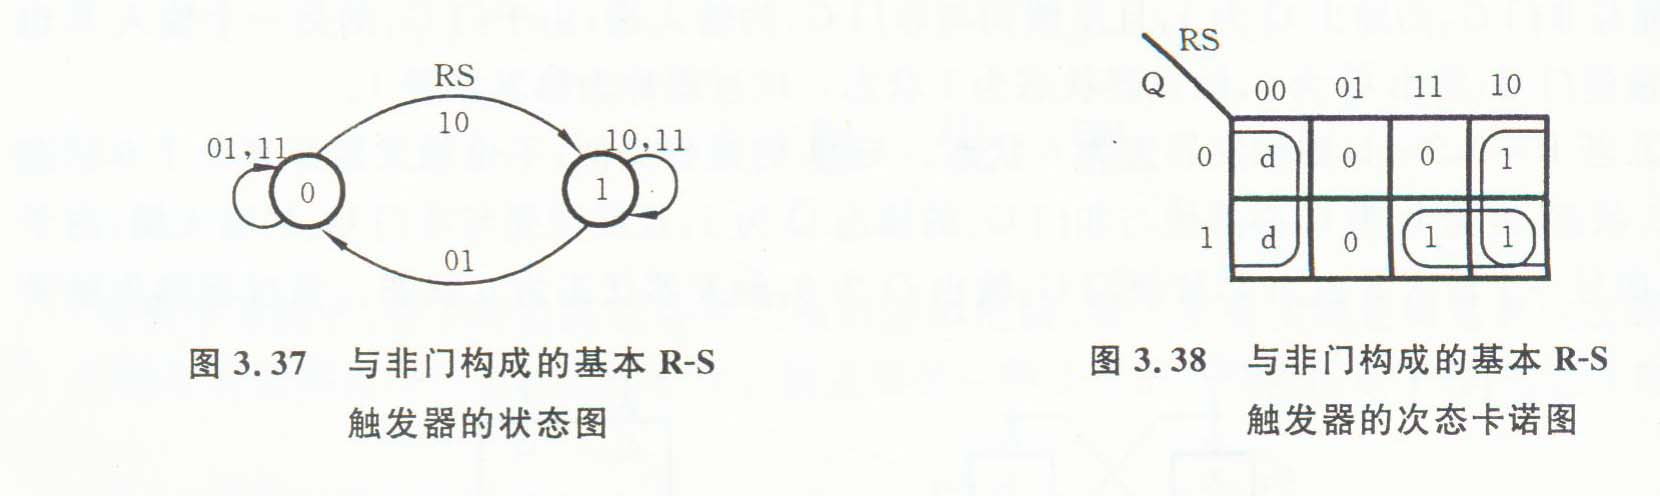 RS
10
01,11
10,11
0
1
01
图 3.37 与非门构成的基本 R-S
触发器的状态图
RS
Q
00 01 11 10
0 d 0 0 1
1 d 0 1 1
图 3.38 与非门构成的基本 R-S
触发器的次态卡诺图